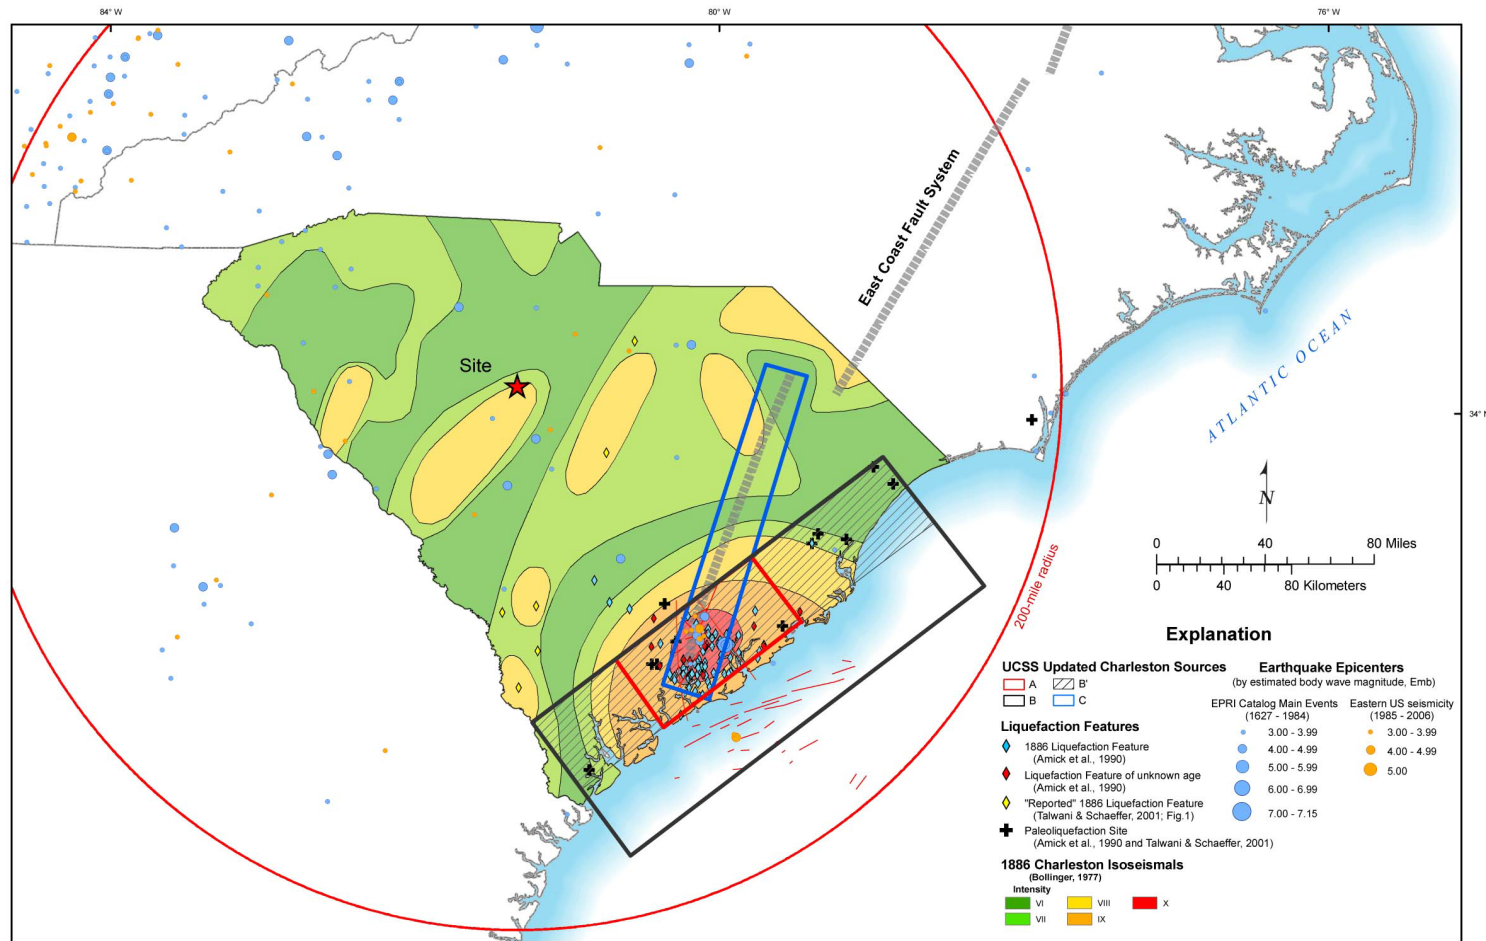 84° W
80° W
76° W
East Coast Fault System
Site
ATLANTIC OCEAN
34° N
N
0 40 80 Miles
0 40 80 Kilometers
200-mile radius
Explanation
UCSS Updated Charleston Sources
A
B'
B
C
Liquefaction Features
1886 Liquefaction Feature
(Amick et al., 1990)
Liquefaction Feature of unknown age
(Amick et al., 1990)
"Reported" 1886 Liquefaction Feature
(Talwani & Schaeffer, 2001; Fig.1)
Paleoliquefaction Site
(Amick et al., 1990 and Talwani & Schaeffer, 2001)
1886 Charleston Isoseismals
(Bollinger, 1977)
Intensity
VI
VIII
X
VII
IX
Earthquake Epicenters
(by estimated body wave magnitude, Emb)
EPRI Catalog Main Events
(1627 - 1984)
3.00 - 3.99
4.00 - 4.99
5.00 - 5.99
6.00 - 6.99
7.00 - 7.15
Eastern US seismicity
(1985 - 2006)
3.00 - 3.99
4.00 - 4.99
5.00